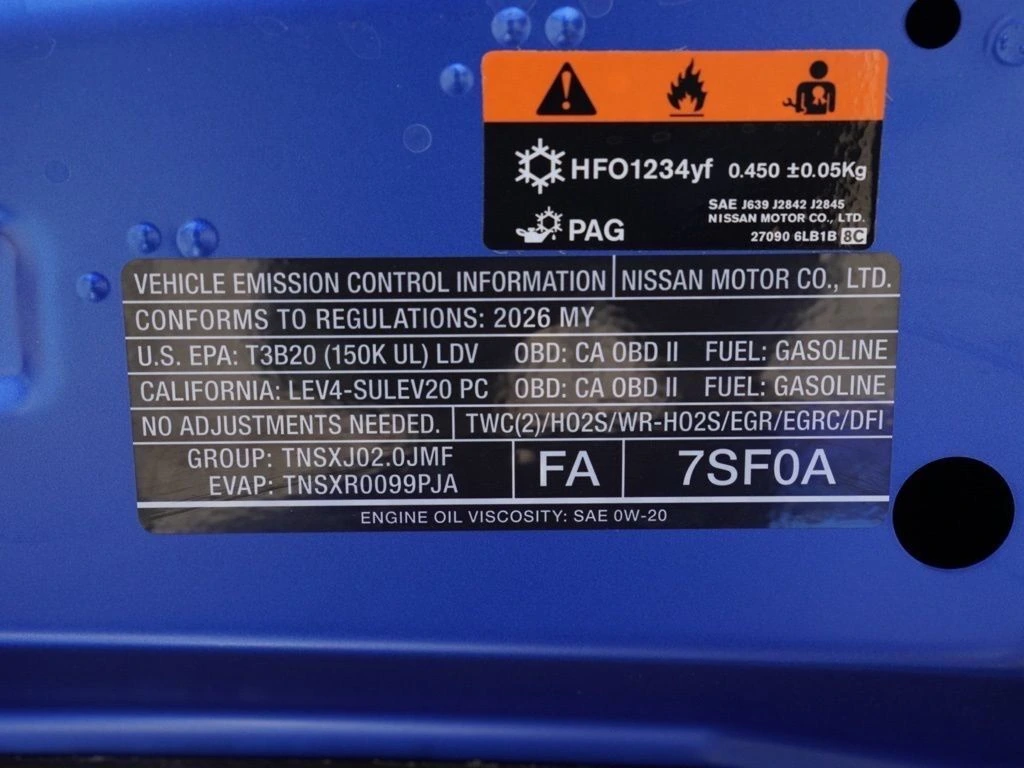 HFO1234yf 0.450 ±0.05Kg
PAG
SAE J639 J2842 J2845
NISSAN MOTOR CO., LTD.
27090 6LB1B 8C
VEHICLE EMISSION CONTROL INFORMATION NISSAN MOTOR CO., LTD.
CONFORMS TO REGULATIONS: 2026 MY
U.S. EPA: T3B20 (150K UL) LDV OBD: CA OBD II FUEL: GASOLINE
CALIFORNIA: LEV4-SULEV20 PC OBD: CA OBD II FUEL: GASOLINE
NO ADJUSTMENTS NEEDED. TWC(2)/HO2S/WR-HO2S/EGR/EGRC/DFI
GROUP: TNSXJ02.0JMF
EVAP: TNSXR0099PJA
FA 7SF0A
ENGINE OIL VISCOSITY: SAE 0W-20